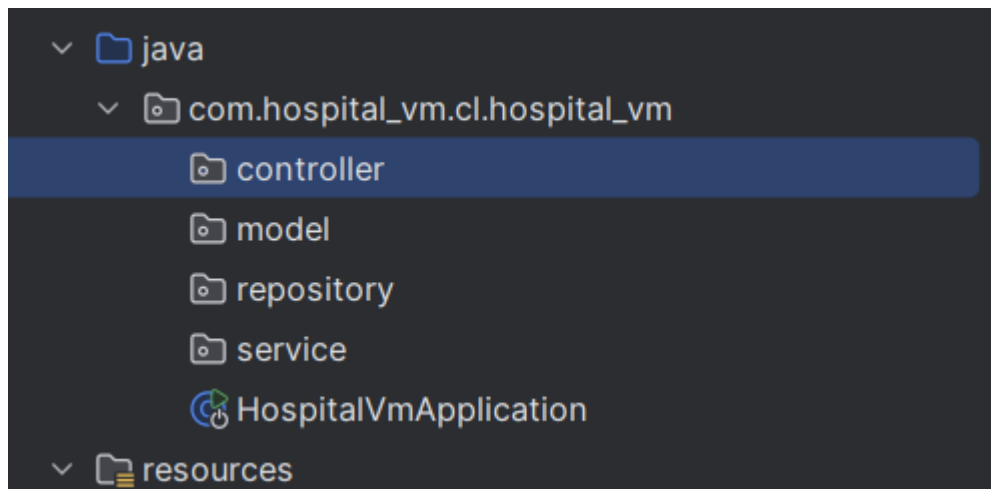 java
com.hospital_vm.cl.hospital_vm
controller
model
repository
service
HospitalVmApplication
resources